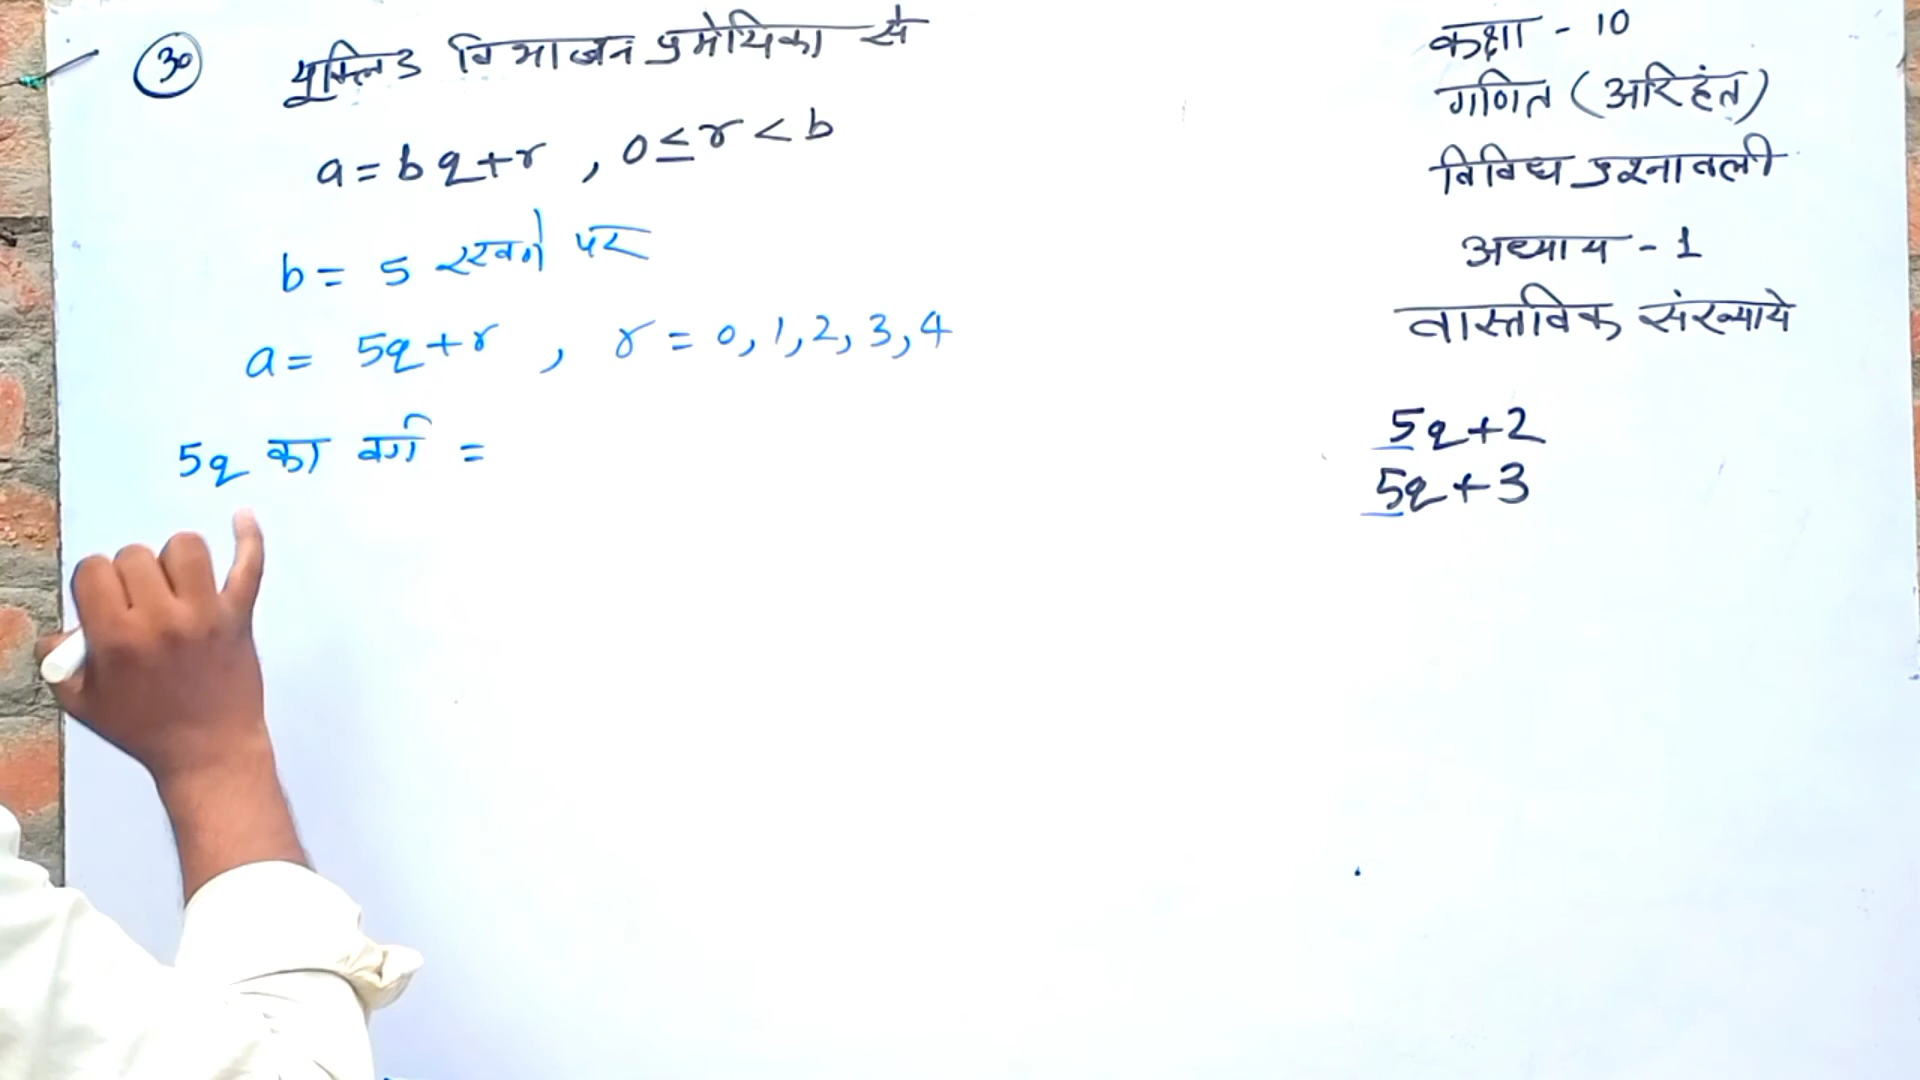 30 यूक्लिड विभाजन प्रमेयिका से
a = bq+r , 0≤r<b
b = 5 रखने पर
a = 5q+r , r = 0,1,2,3,4
5q का वर्ग =
कक्षा - 10
गणित (अरिहंत)
विविध प्रश्नावली
अध्याय - 1
वास्तविक संख्याये
5q+2
5q+3